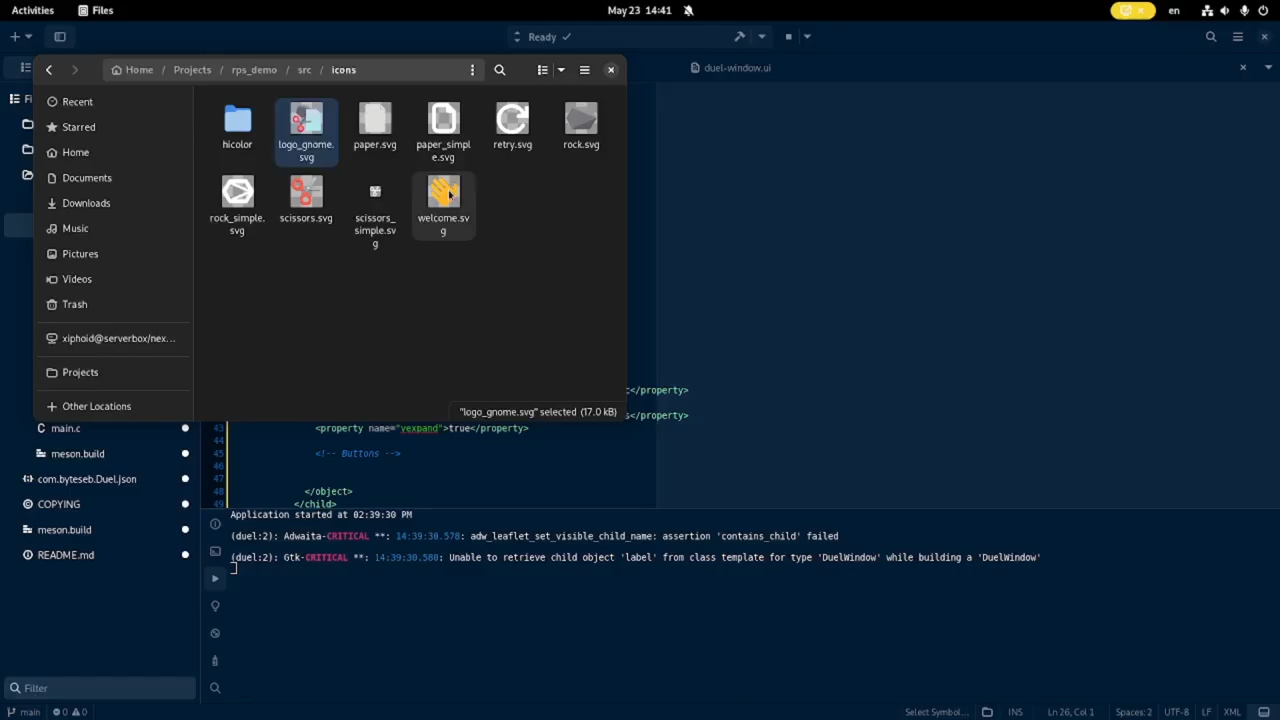 Activities
Files
May 23 14:41
en
Ready
duel-window.ui
Home
Projects
rps_demo
src
icons
Recent
Starred
Home
Documents
Downloads
Music
Pictures
Videos
Trash
xiphoid@serverbox/nex...
Projects
Other Locations
hicolor
logo_gnome.
svg
paper.svg
paper_simpl
e.svg
retry.svg
rock.svg
rock_simple.
svg
scissors.svg
scissors_
simple.sv
g
welcome.sv
g
"logo_gnome.svg" selected (17.0 kB)
Fi
main.c
meson.build
com.byteseb.Duel.json
COPYING
meson.build
README.md
</property>
s</property>
43 <property name="vexpand">true</property>
44
45 <!-- Buttons -->
46
47
48 </object>
49 </child>
Application started at 02:39:30 PM
(duel:2): Adwaita-CRITICAL **: 14:39:30.578: adw_leaflet_set_visible_child_name: assertion 'contains_child' failed
(duel:2): Gtk-CRITICAL **: 14:39:30.580: Unable to retrieve child object 'label' from class template for type 'DuelWindow' while building a 'DuelWindow'
Filter
main
0
0
Select Symbol...
INS
Ln 26, Col 1
Spaces: 2
UTF-8
LF
XML